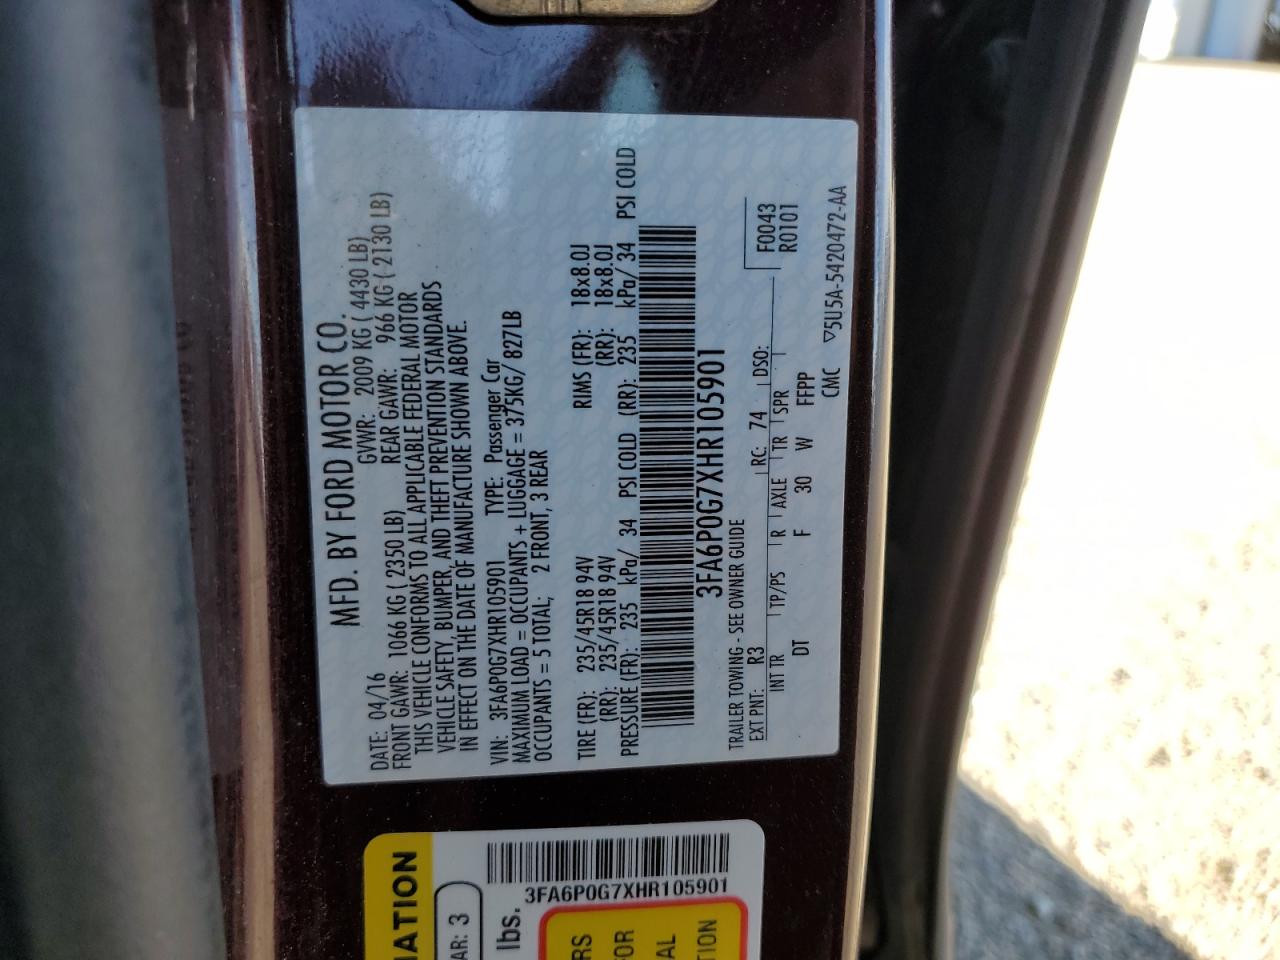 MFD. BY FORD MOTOR CO.
DATE: 04/16 GVWR: 2009 KG ( 4430 LB)
FRONT GAWR: 1066 KG ( 2350 LB) REAR GAWR: 966 KG ( 2130 LB)
THIS VEHICLE CONFORMS TO ALL APPLICABLE FEDERAL MOTOR
VEHICLE SAFETY, BUMPER, AND THEFT PREVENTION STANDARDS
IN EFFECT ON THE DATE OF MANUFACTURE SHOWN ABOVE.
VIN: 3FA6P0G7XHR105901 TYPE: Passenger Car
MAXIMUM LOAD = OCCUPANTS + LUGGAGE = 375KG/ 827LB
OCCUPANTS = 5 TOTAL; 2 FRONT, 3 REAR
TIRE (FR): 235/45R18 94V RIMS (FR): 18x8.0J
(RR): 235/45R18 94V (RR): 18x8.0J
PRESSURE (FR): 235 kPa/ 34 PSI COLD (RR): 235 kPa/ 34 PSI COLD
3FA6P0G7XHR105901
TRAILER TOWING - SEE OWNER GUIDE
EXT PNT: R3 RC: 74 DSO: F0043
INT TR TP/PS R AXLE TR SPR R0101
DT F 30 W FFPP
CMC ▽5U5A-5420472-AA
MATION
AR: 3
3FA6P0G7XHR105901
lbs.
RS
FOR
AL
TION